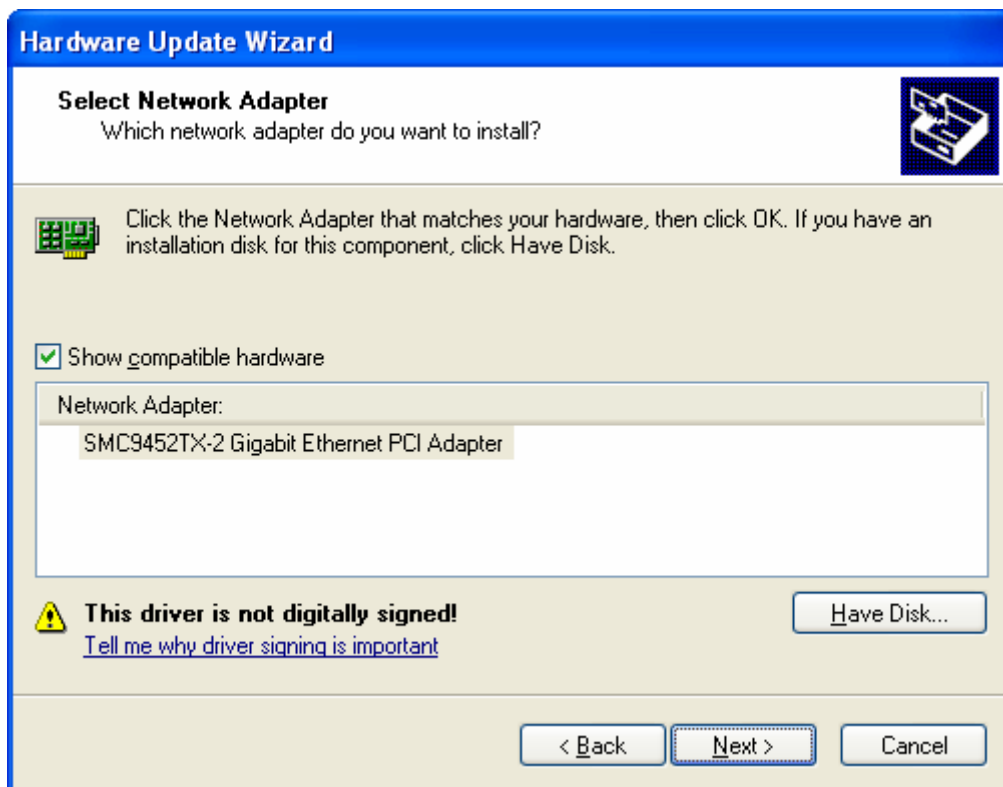 Hardware Update Wizard
Select Network Adapter
Which network adapter do you want to install?
Click the Network Adapter that matches your hardware, then click OK. If you have an
installation disk for this component, click Have Disk.
Show compatible hardware
Network Adapter:
SMC9452TX-2 Gigabit Ethernet PCI Adapter
This driver is not digitally signed!
Have Disk...
Tell me why driver signing is important
< Back
Next >
Cancel